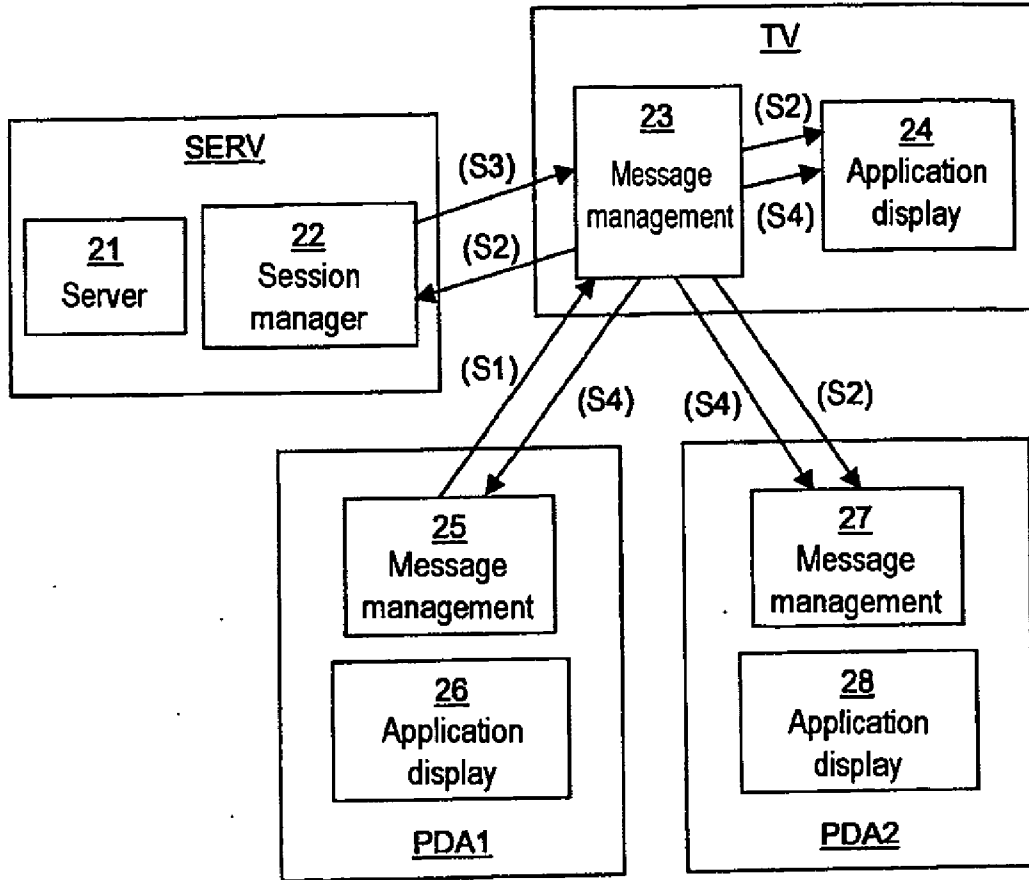 TV
23
Message
management
(S2)
(S4)
24
Application
display
SERV
21
Server
22
Session
manager
(S3)
(S2)
(S1)
(S4)
(S4)
(S2)
25
Message
management
26
Application
display
PDA1
27
Message
management
28
Application
display
PDA2